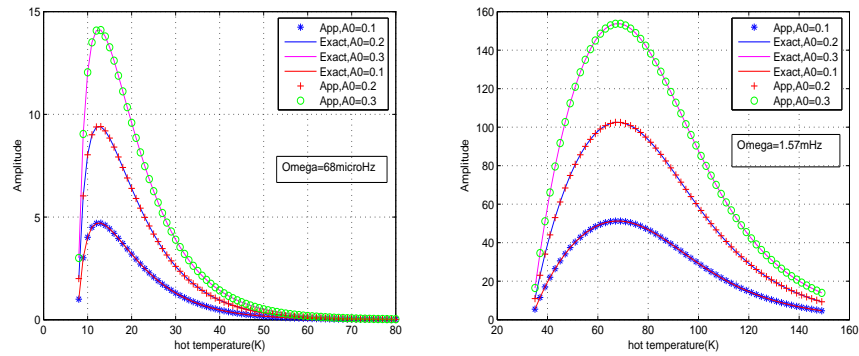 15
10
5
0
Amplitude
0
10
20
30
40
50
60
70
80
hot temperature(K)
App,A0=0.1
Exact,A0=0.2
Exact,A0=0.3
Exact,A0=0.1
App,A0=0.2
App,A0=0.3
Omega=68microHz
160
140
120
100
80
60
40
20
0
Amplitude
20
40
60
80
100
120
140
160
hot temperature(K)
App,A0=0.1
Exact,A0=0.2
Exact,A0=0.3
Exact,A0=0.1
App,A0=0.2
App,A0=0.3
Omega=1.57mHz